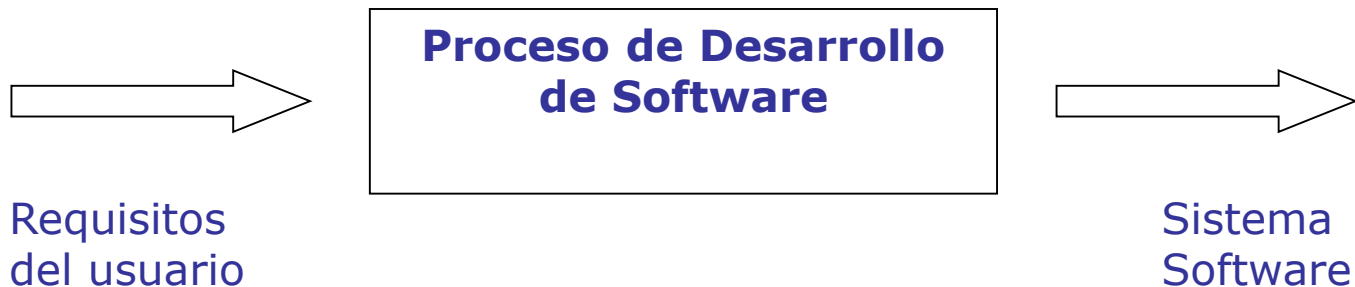 Proceso de Desarrollo
de Software
Requisitos
del usuario
Sistema
Software